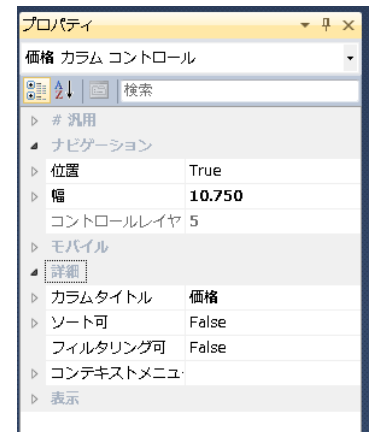 プロパティ
価格 カラム コントロール
検索
# 汎用
ナビゲーション
位置 True
幅 10.750
コントロールレイヤ 5
モバイル
詳細
カラムタイトル 価格
ソート可 False
フィルタリング可 False
コンテキストメニュー
表示